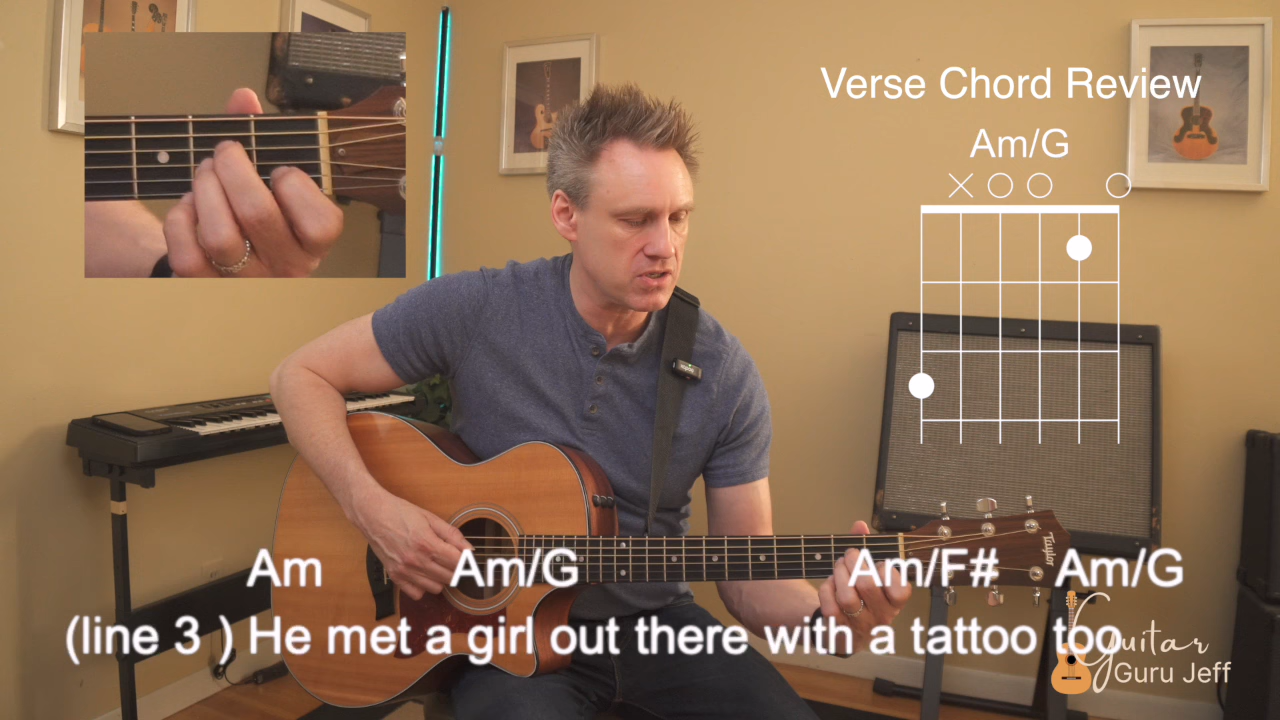 Verse Chord Review
Am/G
Am Am/G Am/F# Am/G
(line 3 ) He met a girl out there with a tattoo too
Taylor
Guitar
Guru Jeff